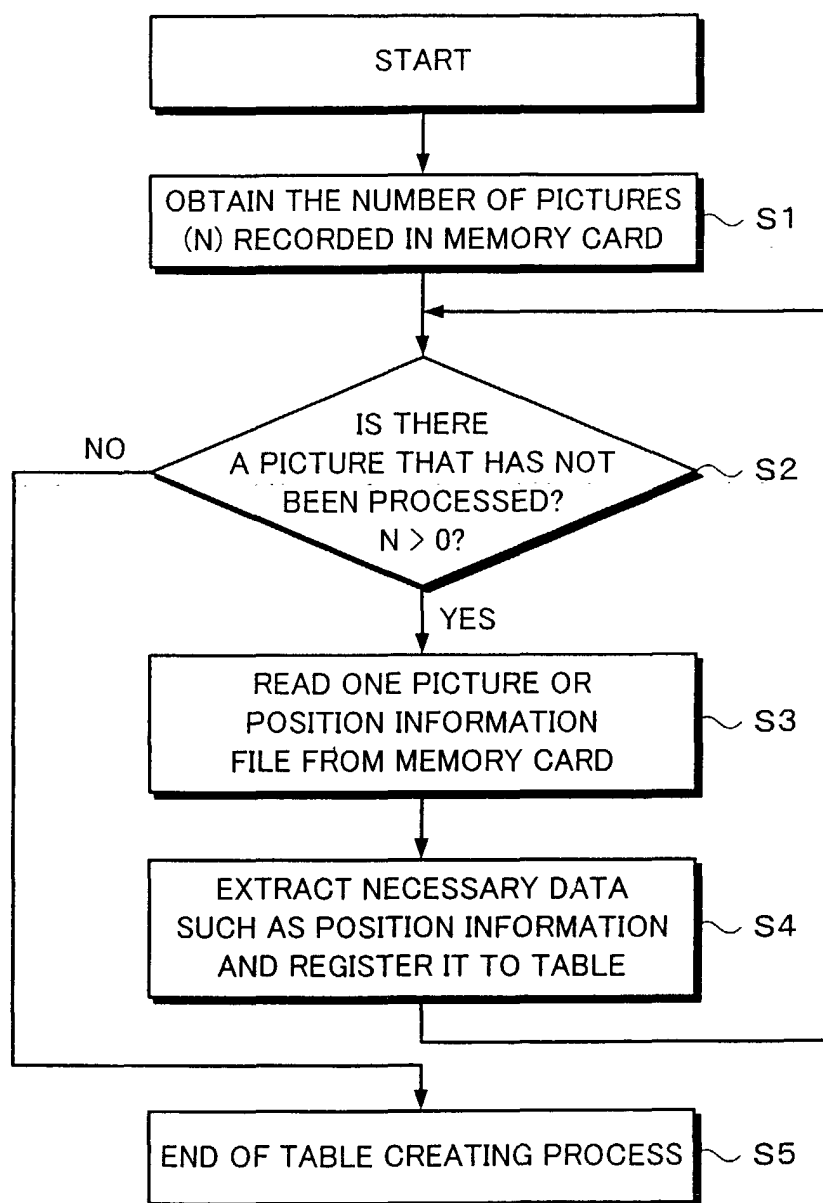 START
OBTAIN THE NUMBER OF PICTURES
(N) RECORDED IN MEMORY CARD
S1
IS THERE
A PICTURE THAT HAS NOT
BEEN PROCESSED?
N > 0?
NO
S2
YES
READ ONE PICTURE OR
POSITION INFORMATION
FILE FROM MEMORY CARD
S3
EXTRACT NECESSARY DATA
SUCH AS POSITION INFORMATION
AND REGISTER IT TO TABLE
S4
END OF TABLE CREATING PROCESS
S5